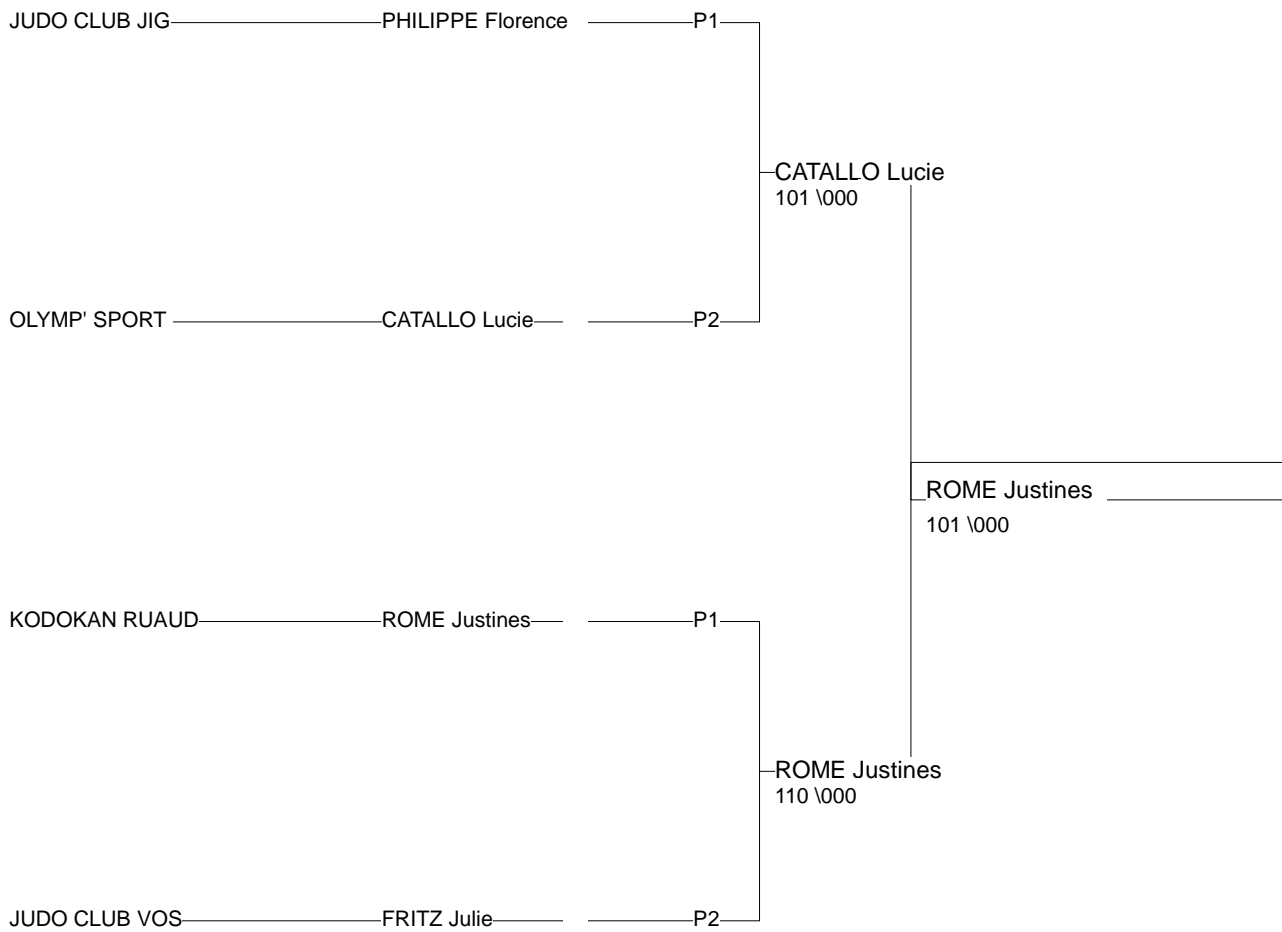 JUDO CLUB JIG PHILIPPE Florence P1
CATALLO Lucie
101 \000
OLYMP' SPORT CATALLO Lucie P2
ROME Justines
101 \000
KODOKAN RUAUD ROME Justines P1
ROME Justines
110 \000
JUDO CLUB VOS FRITZ Julie P2